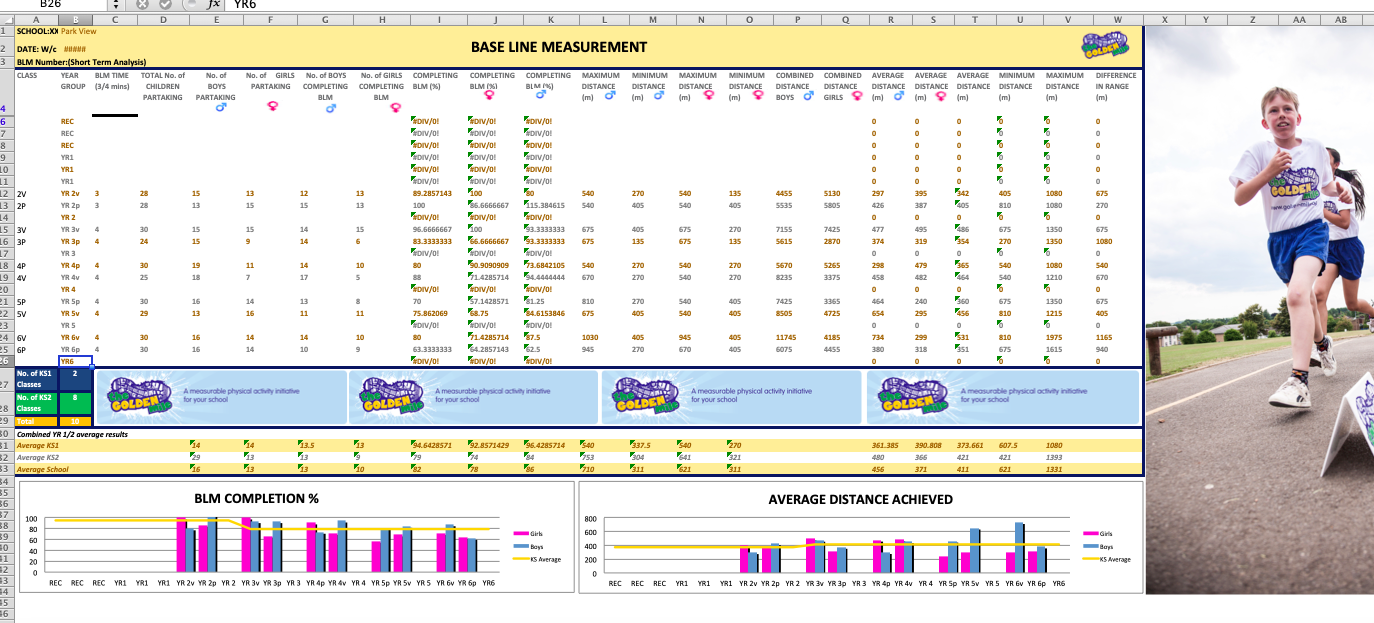 B26 fx YR6
A B C D E F G H I J K L M N O P Q R S T U V W X Y Z AA AB
SCHOOL:XX Park View
DATE: W/c #####
BASE LINE MEASUREMENT
BLM Number:(Short Term Analysis)
CLASS YEAR GROUP BLM TIME (3/4 mins) TOTAL No. of CHILDREN PARTAKING No. of BOYS PARTAKING No. of GIRLS PARTAKING No. of BOYS COMPLETING BLM No. of GIRLS COMPLETING BLM COMPLETING BLM (%) COMPLETING BLM (%) COMPLETING BLM (%) MAXIMUM DISTANCE (m) MINIMUM DISTANCE (m) MAXIMUM DISTANCE (m) MINIMUM DISTANCE (m) COMBINED DISTANCE BOYS COMBINED DISTANCE GIRLS AVERAGE DISTANCE (m) AVERAGE DISTANCE (m) AVERAGE DISTANCE (m) MINIMUM DISTANCE (m) MAXIMUM DISTANCE (m) DIFFERENCE IN RANGE (m)
REC #DIV/0! #DIV/0! #DIV/0! 0 0 0 0 0 0
REC #DIV/0! #DIV/0! #DIV/0! 0 0 0 0 0 0
REC #DIV/0! #DIV/0! #DIV/0! 0 0 0 0 0 0
YR1 #DIV/0! #DIV/0! #DIV/0! 0 0 0 0 0 0
YR1 #DIV/0! #DIV/0! #DIV/0! 0 0 0 0 0 0
YR1 #DIV/0! #DIV/0! #DIV/0! 0 0 0 0 0 0
2V YR 2v 3 28 15 13 12 13 89.2857143 100 80 540 270 540 135 4455 5130 297 395 342 405 1080 675
2P YR 2p 3 28 13 15 15 13 100 86.6666667 115.384615 540 270 540 405 5535 5805 426 387 405 810 1080 270
YR 2 #DIV/0! #DIV/0! #DIV/0! 0 0 0 0 0 0
3V YR 3v 4 30 15 15 14 15 96.6666667 100 93.3333333 675 405 675 270 7155 7425 477 495 486 675 1350 675
3P YR 3p 4 24 15 9 14 6 83.3333333 66.6666667 93.3333333 675 135 675 135 5615 2870 374 319 354 270 1350 1080
YR 3 #DIV/0! #DIV/0! #DIV/0! 0 0 0 0 0 0
4P YR 4p 4 30 19 11 14 10 80 90.9090909 73.6842105 540 270 540 270 5670 5265 298 479 365 540 1080 540
4V YR 4v 4 25 18 7 17 5 88 71.4285714 94.4444444 670 270 540 270 8235 3375 458 482 464 540 1210 670
YR 4 #DIV/0! #DIV/0! #DIV/0! 0 0 0 0 0 0
5P YR 5p 4 30 16 14 13 8 70 57.1428571 81.25 810 270 540 405 7425 3365 464 240 360 675 1350 675
5V YR 5v 4 29 13 16 11 11 75.862069 68.75 84.6153846 675 405 540 405 8505 4725 654 295 456 810 1215 405
YR 5 #DIV/0! #DIV/0! #DIV/0! 0 0 0 0 0 0
6V YR 6v 4 30 16 14 14 10 80 71.4285714 87.5 1030 405 945 405 11745 4185 734 299 531 810 1975 1165
6P YR 6p 4 30 16 14 10 9 63.3333333 64.2857143 62.5 945 270 670 405 6075 4455 380 318 351 675 1615 940
YR6 #DIV/0! #DIV/0! #DIV/0! 0 0 0 0 0 0
No. of KS1 Classes 2
No. of KS2 Classes 8
Total 10
the GOLDEN mile A measurable physical activity initiative for your school
the GOLDEN mile A measurable physical activity initiative for your school
the GOLDEN mile A measurable physical activity initiative for your school
the GOLDEN mile A measurable physical activity initiative for your school
Combined YR 1/2 average results
Average KS1 14 14 13.5 13 94.6428571 92.8571429 96.4285714 540 337.5 540 270 361.385 390.808 373.661 607.5 1080
Average KS2 29 13 13 9 79 74 84 753 304 641 321 480 366 421 421 1393
Average School 16 13 13 10 82 78 86 710 311 621 311 456 371 411 621 1331
BLM COMPLETION %
100
80
60
40
20
0
REC REC REC YR1 YR1 YR1 YR 2v YR 2p YR 2 YR 3v YR 3p YR 3 YR 4p YR 4v YR 4 YR 5p YR 5v YR 5 YR 6v YR 6p YR6
Girls
Boys
KS Average
AVERAGE DISTANCE ACHIEVED
800
600
400
200
0
REC REC REC YR1 YR1 YR1 YR 2v YR 2p YR 2 YR 3v YR 3p YR 3 YR 4p YR 4v YR 4 YR 5p YR 5v YR 5 YR 6v YR 6p YR6
Girls
Boys
KS Average
the GOLDEN mile